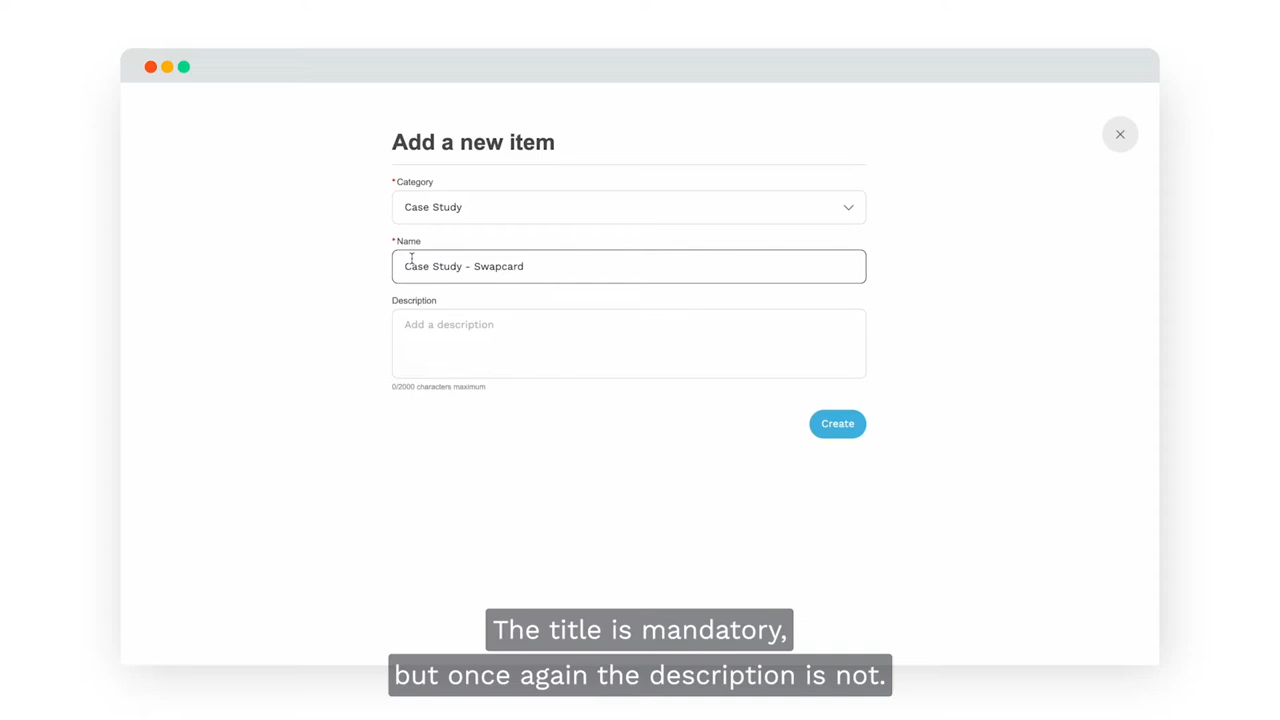 Add a new item
* Category
Case Study
* Name
Case Study - Swapcard
Description
Add a description
0/2000 characters maximum
Create
The title is mandatory,
but once again the description is not.